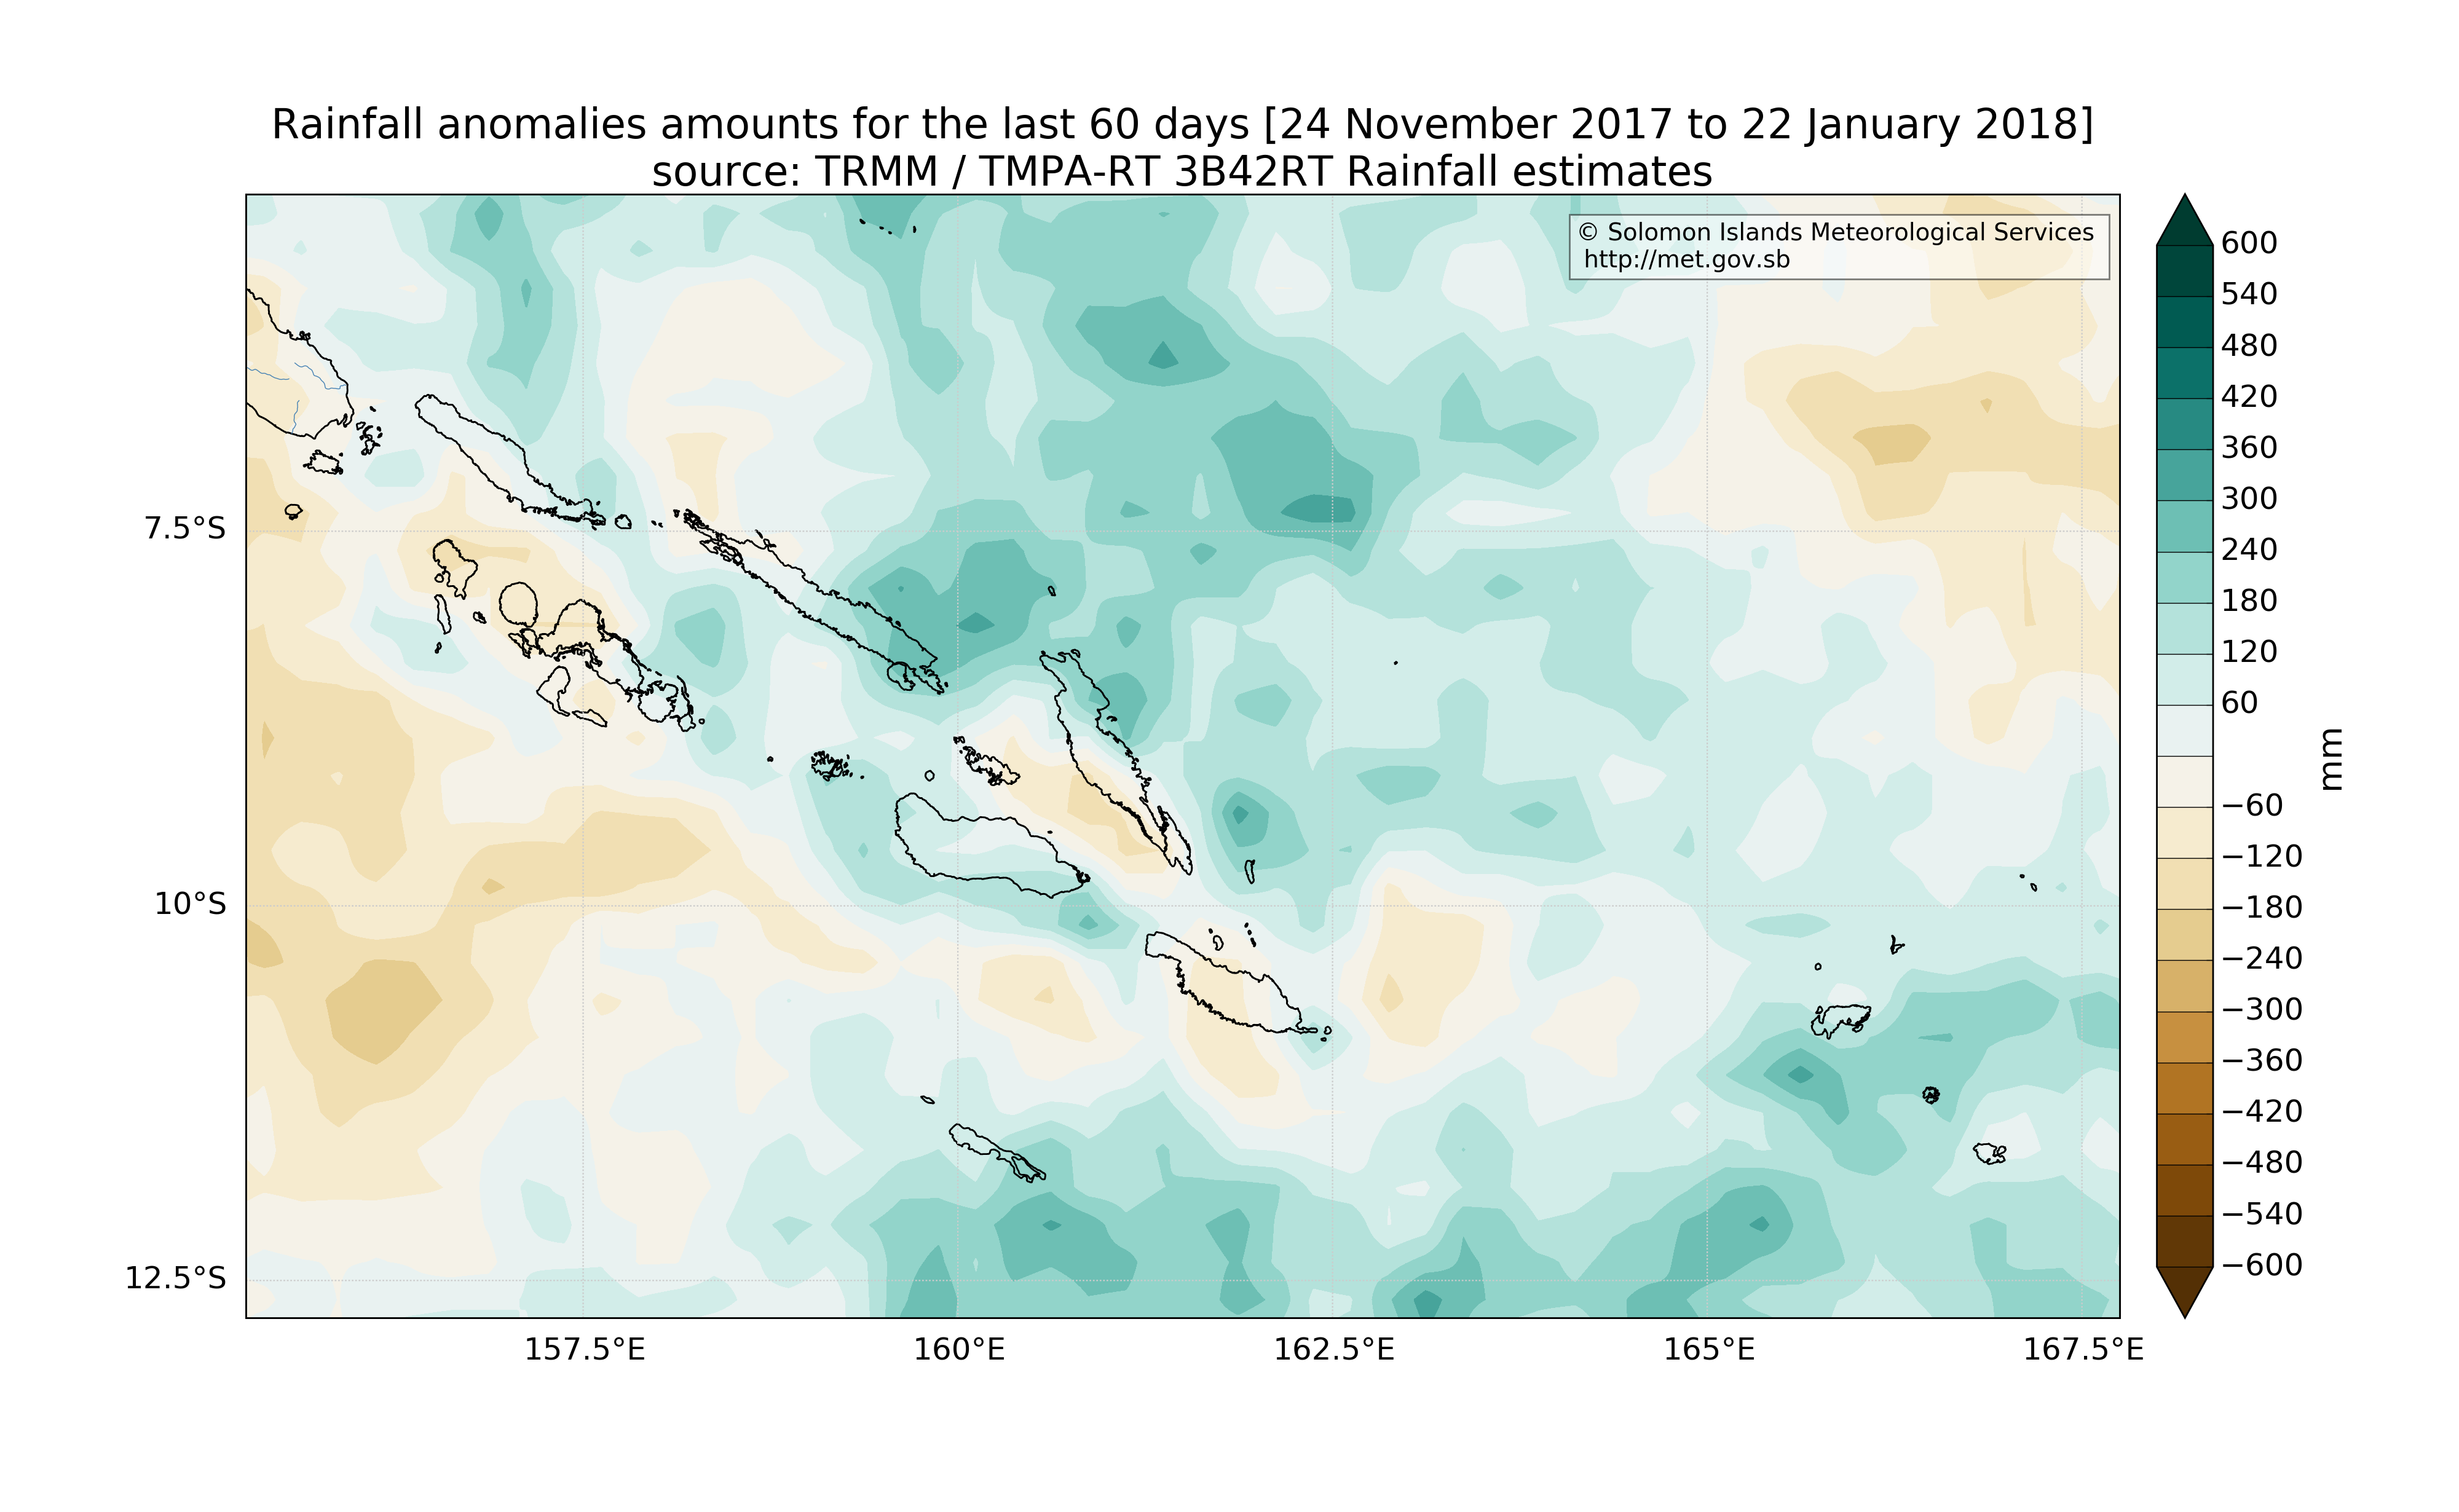 Rainfall anomalies amounts for the last 60 days [24 November 2017 to 22 January 2018]
source: TRMM / TMPA-RT 3B42RT Rainfall estimates
© Solomon Islands Meteorological Services
http://met.gov.sb
7.5°S
10°S
12.5°S
157.5°E
160°E
162.5°E
165°E
167.5°E
600
540
480
420
360
300
240
180
120
60
−60
−120
−180
−240
−300
−360
−420
−480
−540
−600
mm